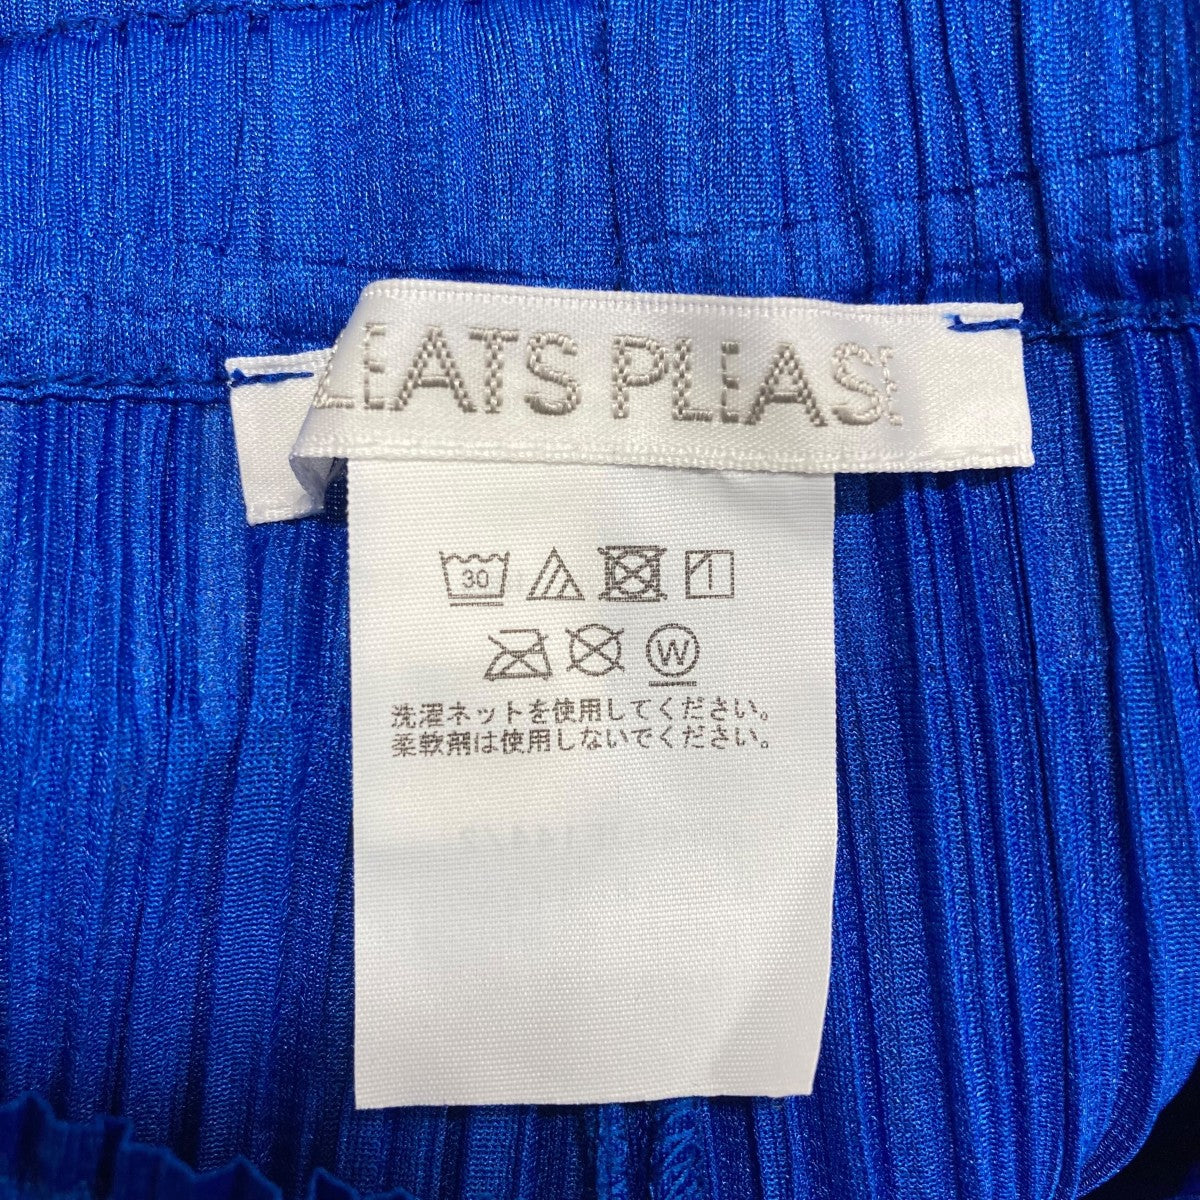 LEATS PLEASE
30
W
洗濯ネットを使用してください。
柔軟剤は使用しないでください。